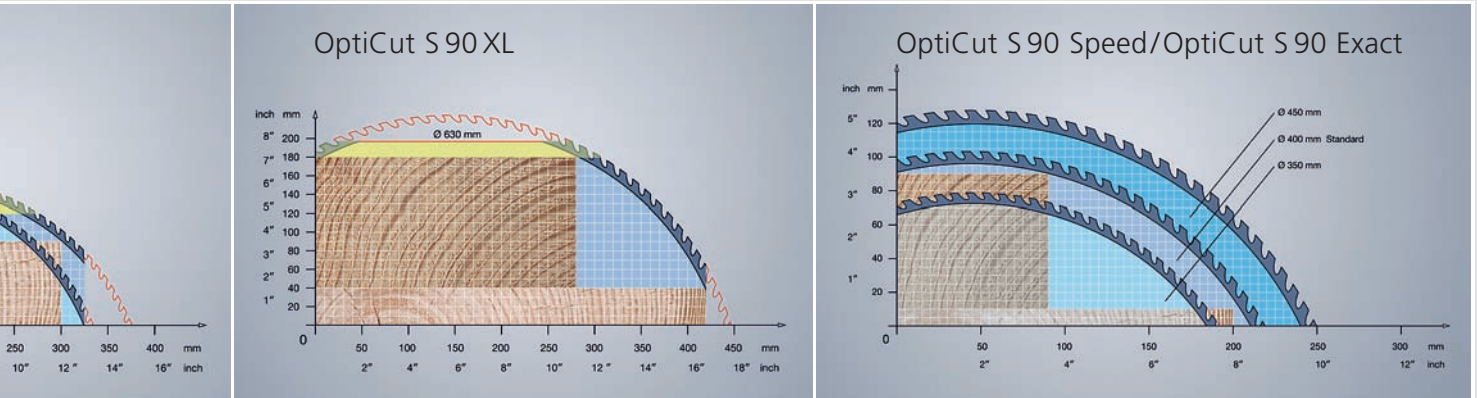 250 300 350 400 mm
10" 12 " 14" 16" inch
OptiCut S 90 XL
inch mm
8" 200
7" 180
160
6"
5" 140
120
4" 100
3" 80
60
2" 40
1" 20
Ø 630 mm
0 50 100 150 200 250 300 350 400 450 mm
2" 4" 6" 8" 10" 12 " 14" 16" 18" inch
OptiCut S 90 Speed/OptiCut S 90 Exact
inch mm
5" 120
4" 100
3" 80
60
2" 40
1" 20
Ø 450 mm
Ø 400 mm Standard
Ø 350 mm
0 50 100 150 200 250 300 mm
2" 4" 6" 8" 10" 12" inch